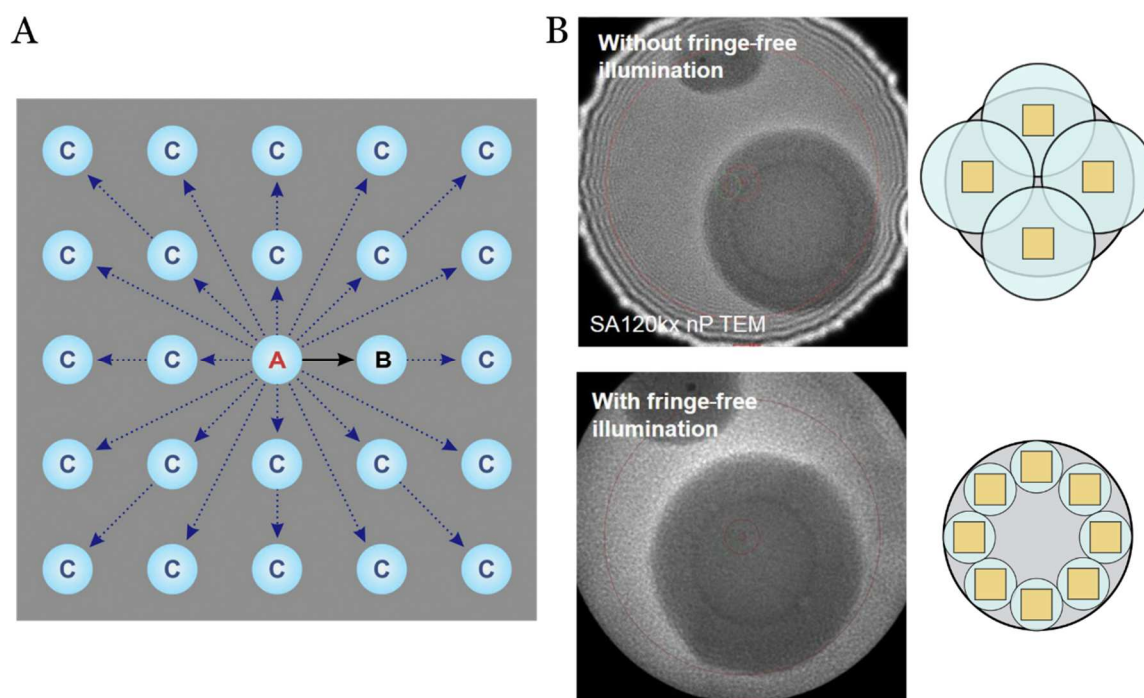 A
B
C C C C C
C C C C C
C C A B C
C C C C C
C C C C C
Without fringe-free
illumination
SA120kx nP TEM
With fringe-free
illumination